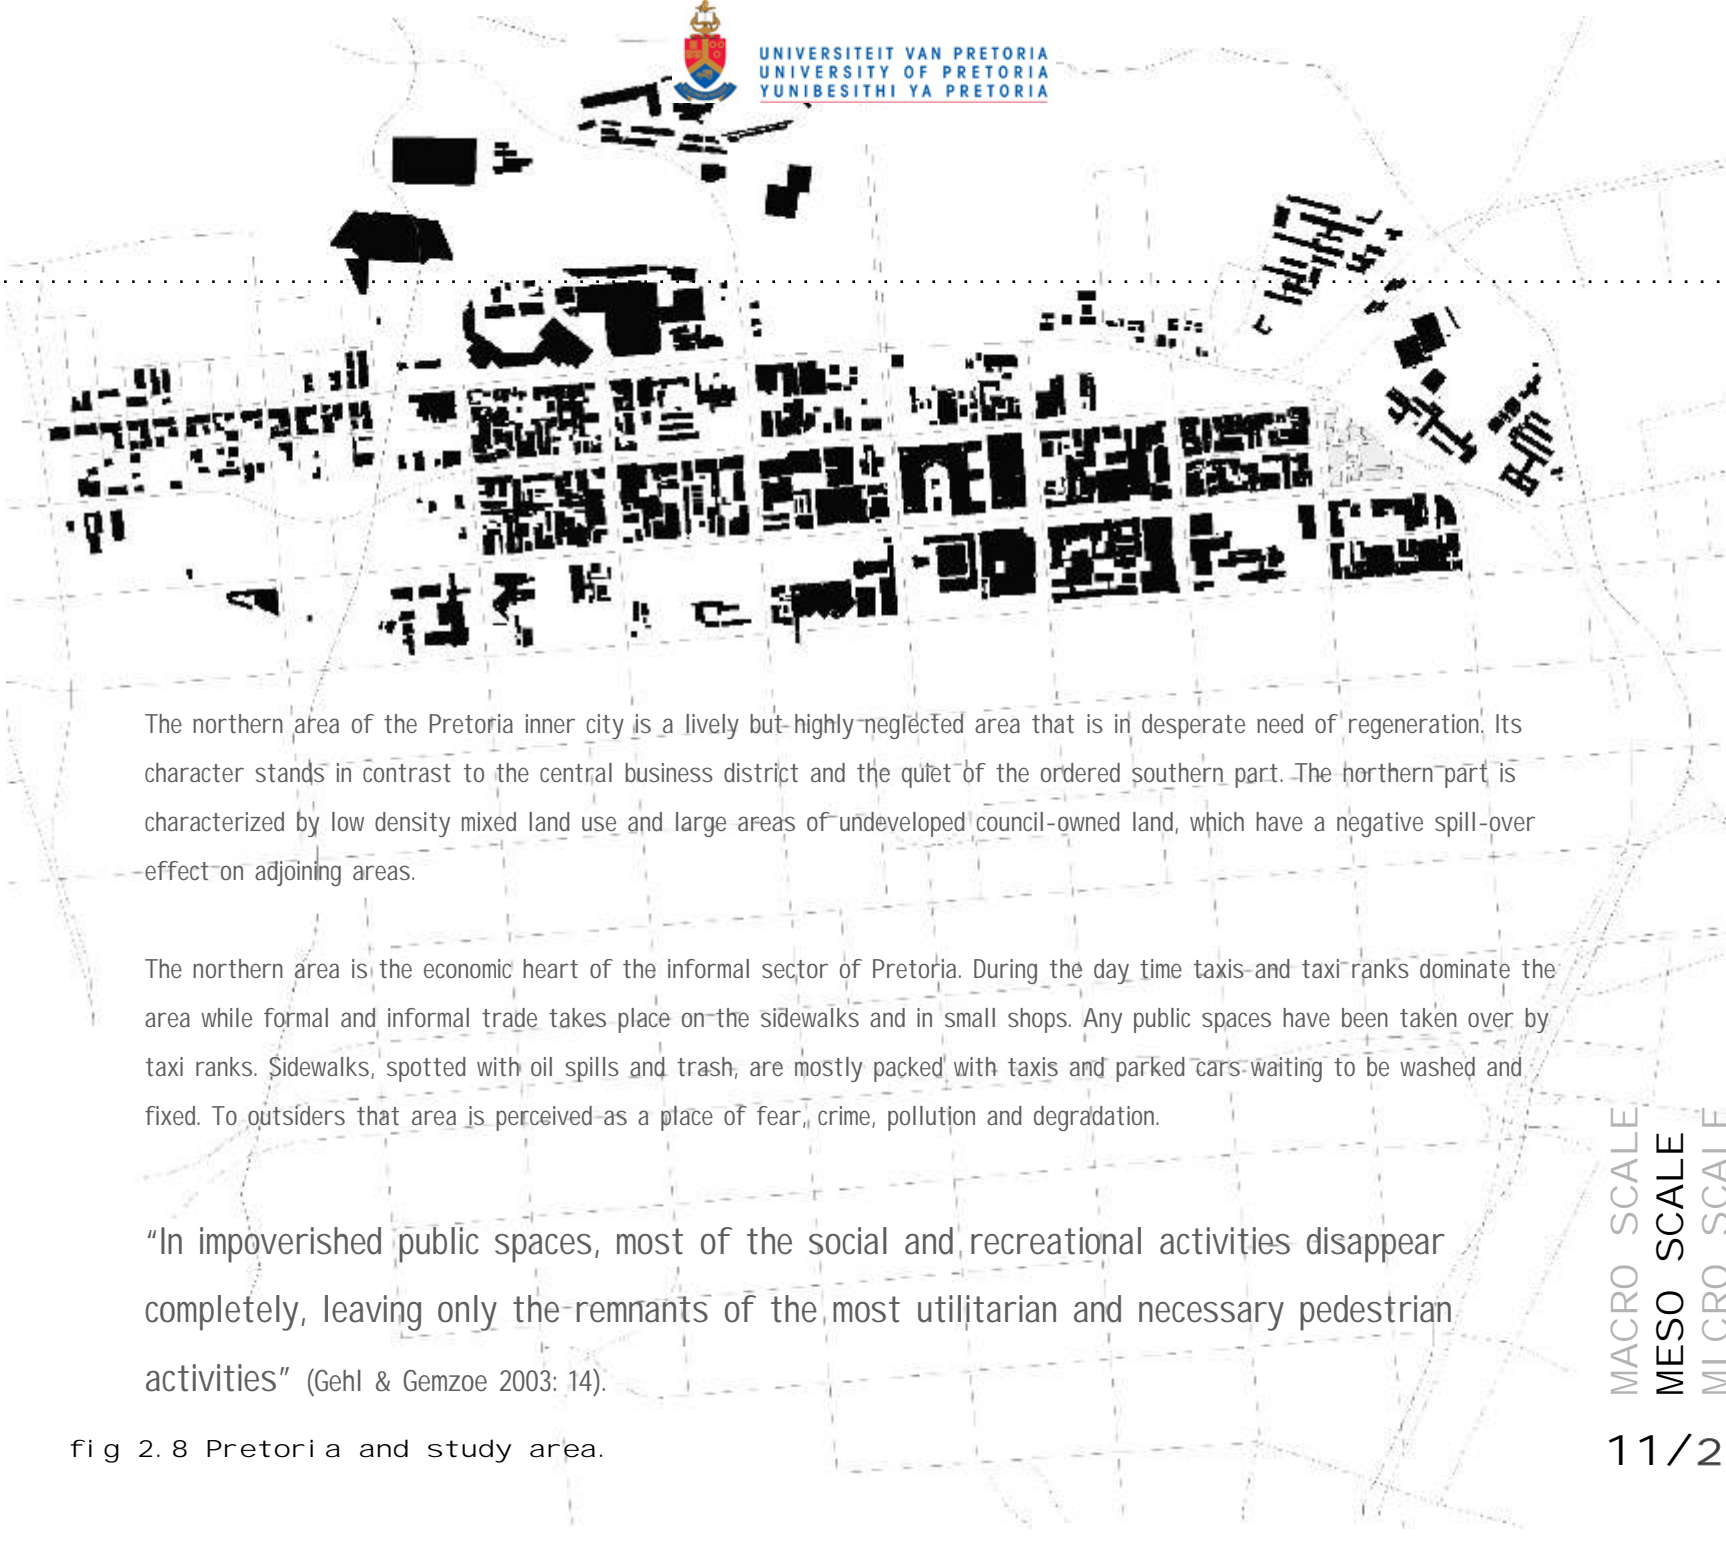 UNIVERSITEIT VAN PRETORIA
UNIVERSITY OF PRETORIA
YUNIBESITHI YA PRETORIA
The northern area of the Pretoria inner city is a lively but highly neglected area that is in desperate need of regeneration. Its
character stands in contrast to the central business district and the quiet of the ordered southern part. The northern part is
characterized by low density mixed land use and large areas of undeveloped council-owned land, which have a negative spill-over
effect on adjoining areas.
The northern area is the economic heart of the informal sector of Pretoria. During the day time taxis and taxi ranks dominate the
area while formal and informal trade takes place on the sidewalks and in small shops. Any public spaces have been taken over by
taxi ranks. Sidewalks, spotted with oil spills and trash, are mostly packed with taxis and parked cars waiting to be washed and
fixed. To outsiders that area is perceived as a place of fear, crime, pollution and degradation.
“In impoverished public spaces, most of the social and recreational activities disappear
completely, leaving only the remnants of the most utilitarian and necessary pedestrian
activities” (Gehl & Gemzoe 2003: 14).
fig 2.8 Pretoria and study area.
MACRO SCALE
MESO SCALE
MICRO SCALE
11/2